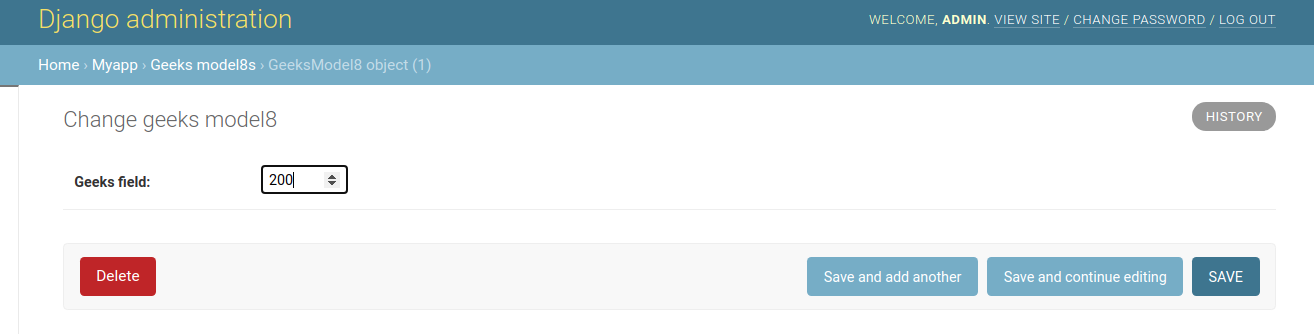 Django administration
WELCOME, ADMIN. VIEW SITE / CHANGE PASSWORD / LOG OUT
Home › Myapp › Geeks model8s › GeeksModel8 object (1)
Change geeks model8
HISTORY
Geeks field: 200
Delete Save and add another Save and continue editing SAVE